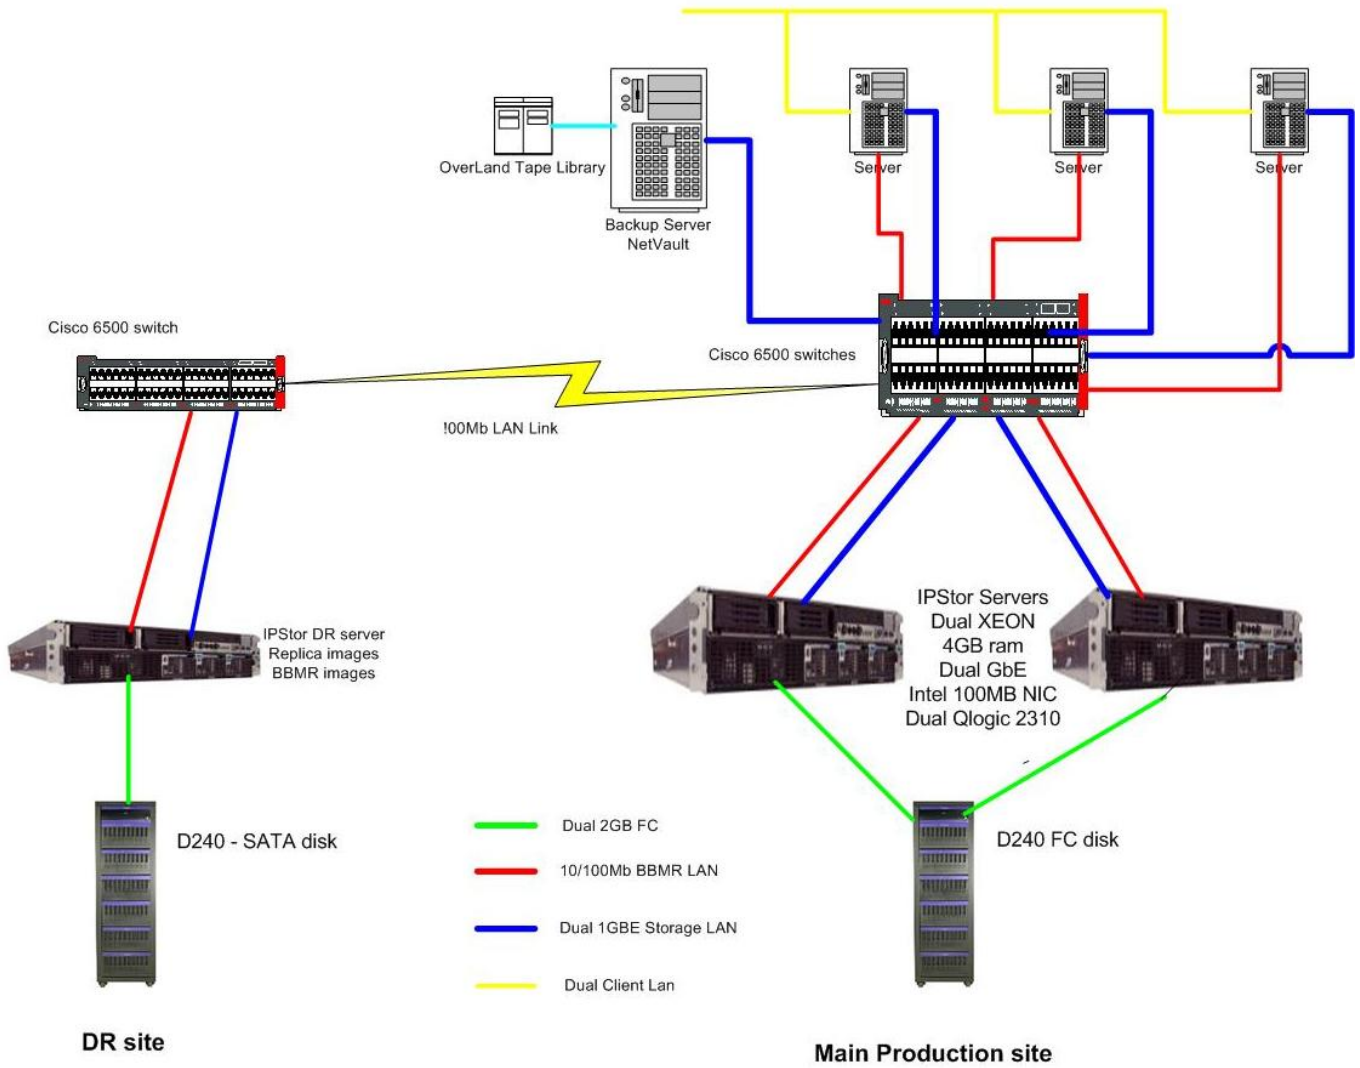 OverLand Tape Library
Backup Server
NetVault
Server
Server
Server
Cisco 6500 switch
Cisco 6500 switches
!00Mb LAN Link
IPStor DR server
Replica images
BBMR images
IPStor Servers
Dual XEON
4GB ram
Dual GbE
Intel 100MB NIC
Dual Qlogic 2310
D240 - SATA disk
D240 FC disk
Dual 2GB FC
10/100Mb BBMR LAN
Dual 1GBE Storage LAN
Dual Client Lan
DR site
Main Production site